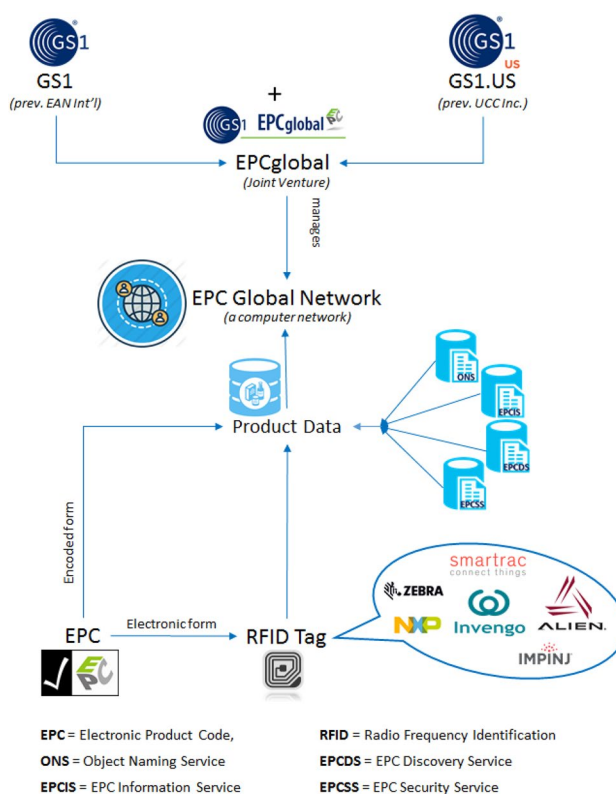 GS1
GS1
US
GS1
(prev. EAN Int'l)
GS1.US
(prev. UCC Inc.)
+
GS1 EPCglobal EPC
EPCglobal
(Joint Venture)
manages
EPC Global Network
(a computer network)
ONS
EPCIS
Product Data
EPCDS
EPCSS
Encoded form
smartrac
connect things
ZEBRA
NXP
Invengo
ALIEN.
IMPINJ
EPC
Electronic form
RFID Tag
EPC
EPC = Electronic Product Code,
RFID = Radio Frequency Identification
ONS = Object Naming Service
EPCDS = EPC Discovery Service
EPCIS = EPC Information Service
EPCSS = EPC Security Service